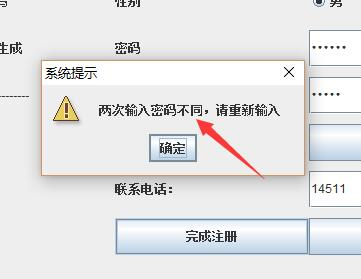 性别
男
生成
密码
••••••
系统提示
两次输入密码不同，请重新输入
•••••
确定
--------
联系电话：
14511
完成注册